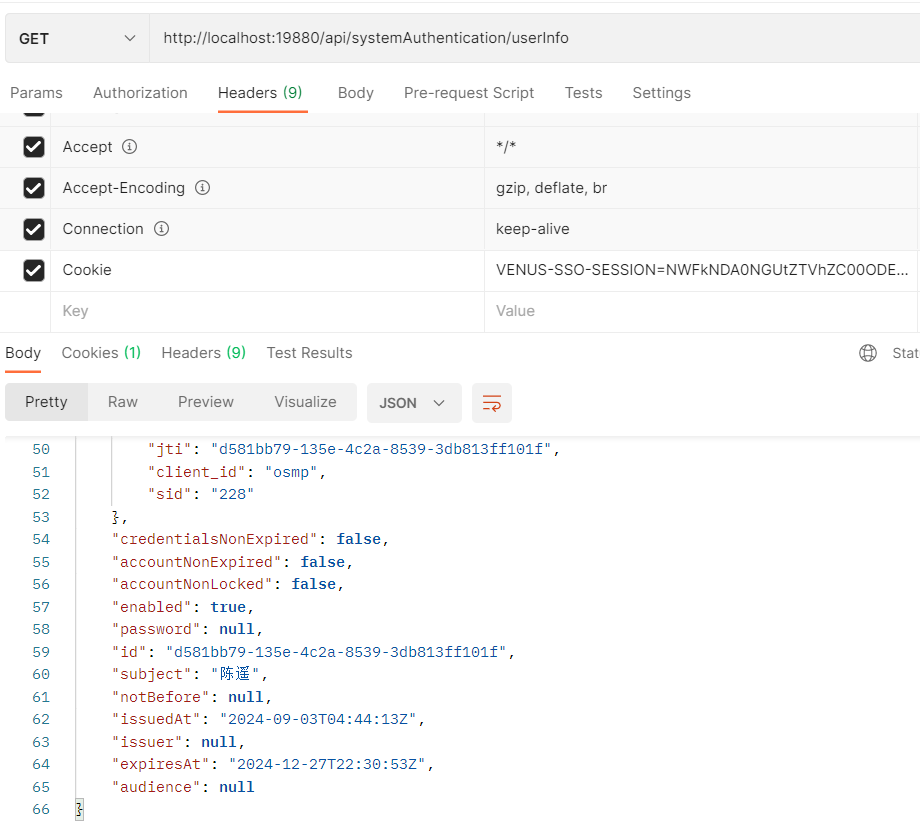 GET http://localhost:19880/api/systemAuthentication/userInfo
Params Authorization Headers (9) Body Pre-request Script Tests Settings
Accept */*
Accept-Encoding gzip, deflate, br
Connection keep-alive
Cookie VENUS-SSO-SESSION=NWFkNDA0NGUtZTVhZC00ODE...
Key Value
Body Cookies (1) Headers (9) Test Results Stat
Pretty Raw Preview Visualize JSON
50 "jti": "d581bb79-135e-4c2a-8539-3db813ff101f",
51 "client_id": "osmp",
52 "sid": "228"
53 },
54 "credentialsNonExpired": false,
55 "accountNonExpired": false,
56 "accountNonLocked": false,
57 "enabled": true,
58 "password": null,
59 "id": "d581bb79-135e-4c2a-8539-3db813ff101f",
60 "subject": "陈遥",
61 "notBefore": null,
62 "issuedAt": "2024-09-03T04:44:13Z",
63 "issuer": null,
64 "expiresAt": "2024-12-27T22:30:53Z",
65 "audience": null
66 }